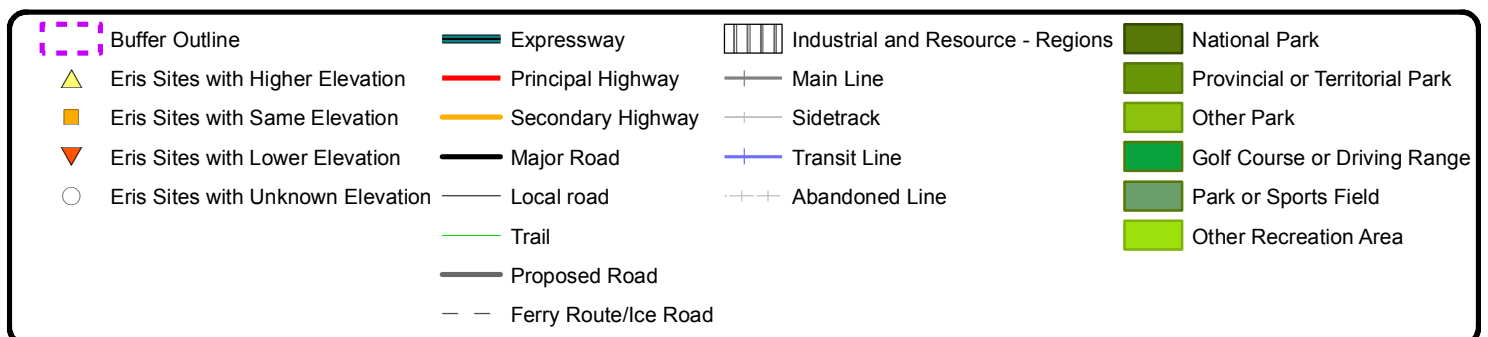 Buffer Outline
Eris Sites with Higher Elevation
Eris Sites with Same Elevation
Eris Sites with Lower Elevation
Eris Sites with Unknown Elevation
Expressway
Principal Highway
Secondary Highway
Major Road
Local road
Trail
Proposed Road
Ferry Route/Ice Road
Industrial and Resource - Regions
Main Line
Sidetrack
Transit Line
Abandoned Line
National Park
Provincial or Territorial Park
Other Park
Golf Course or Driving Range
Park or Sports Field
Other Recreation Area